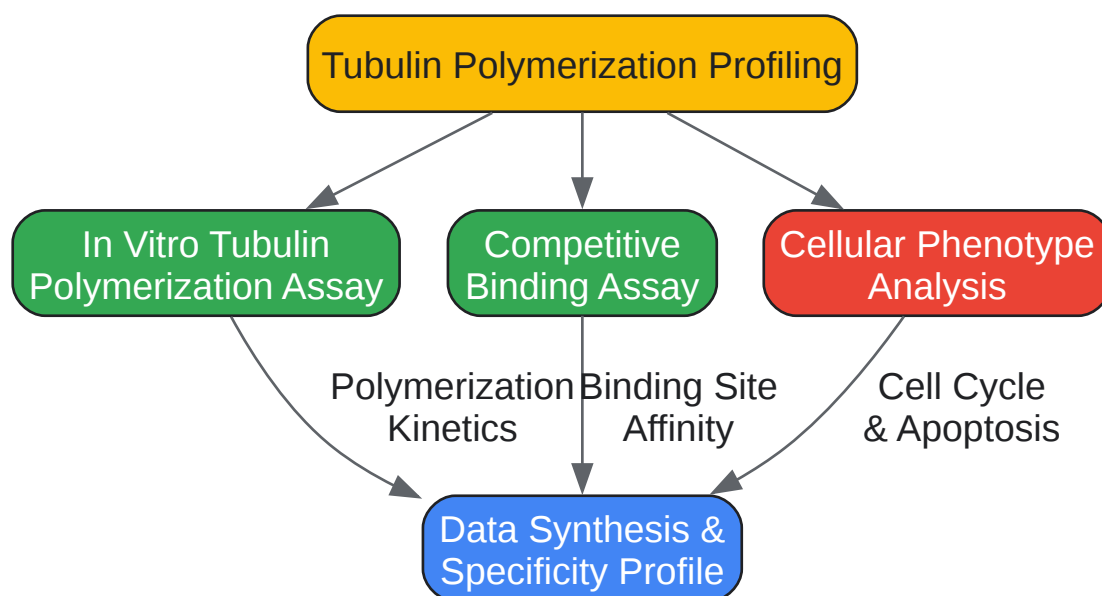 Tubulin Polymerization Profiling
In Vitro Tubulin
Polymerization Assay
Competitive
Binding Assay
Cellular Phenotype
Analysis
Polymerization
Kinetics
Binding Site
Affinity
Cell Cycle
& Apoptosis
Data Synthesis &
Specificity Profile